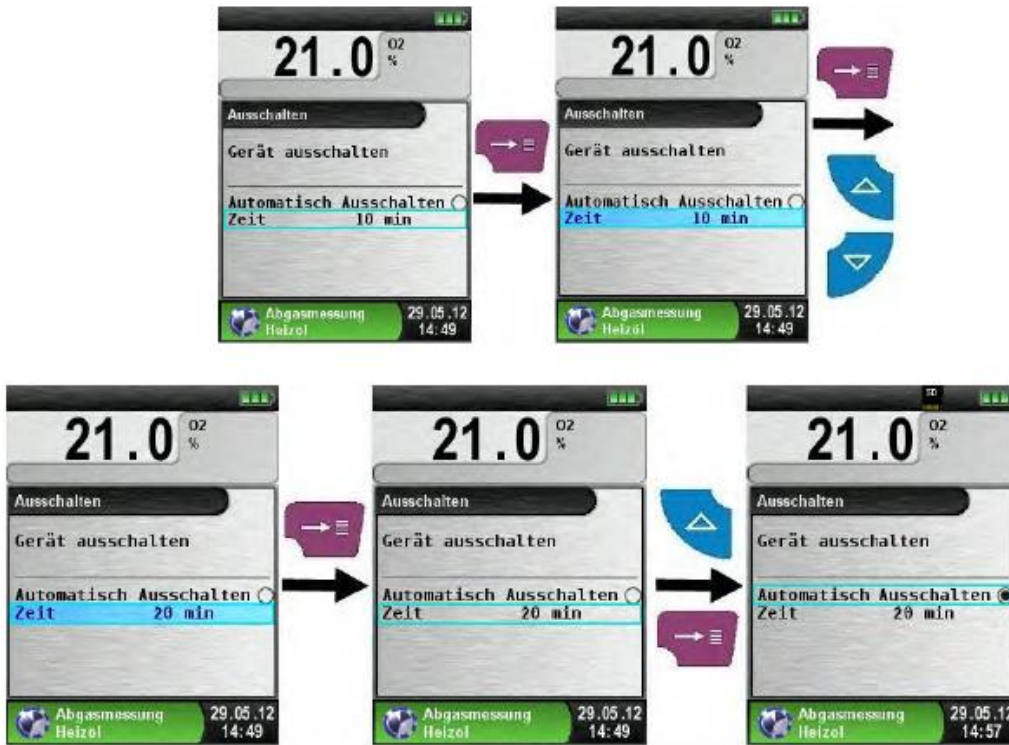 21.0 O2
%
Ausschalten
Gerät ausschalten
Automatisch Ausschalten
Zeit 10 min
Abgasmessung 29.05.12
Heizöl 14:49
21.0 O2
%
Ausschalten
Gerät ausschalten
Automatisch Ausschalten
Zeit 10 min
Abgasmessung 29.05.12
Heizöl 14:49
21.0 O2
%
Ausschalten
Gerät ausschalten
Automatisch Ausschalten
Zeit 20 min
Abgasmessung 29.05.12
Heizöl 14:49
21.0 O2
%
Ausschalten
Gerät ausschalten
Automatisch Ausschalten
Zeit 20 min
Abgasmessung 29.05.12
Heizöl 14:49
SD
21.0 O2
%
Ausschalten
Gerät ausschalten
Automatisch Ausschalten
Zeit 20 min
Abgasmessung 29.05.12
Heizöl 14:57